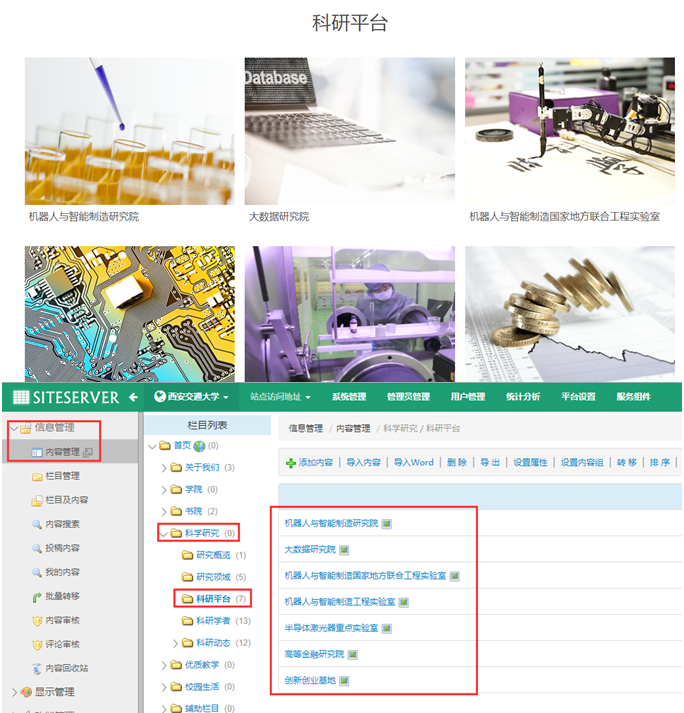 科研平台
Database
机器人与智能制造研究院
大数据研究院
机器人与智能制造国家地方联合工程实验室
SITESERVER
西安交通大学
站点访问地址
系统管理
管理员管理
用户管理
统计分析
平台设置
服务组件
信息管理
内容管理
栏目管理
栏目及内容
内容搜索
投稿内容
我的内容
批量转移
内容审核
评论审核
内容回收站
显示管理
栏目列表
首页
关于我们 (3)
学院 (0)
书院 (2)
科学研究 (0)
研究概览 (1)
研究领域 (5)
科研平台 (7)
科研学者 (13)
科研动态 (12)
优质教学 (0)
校园生活 (0)
辅助栏目 (0)
信息管理 / 内容管理 / 科学研究 / 科研平台
添加内容 | 导入内容 | 导入Word | 删 除 | 导 出 | 设置属性 | 设置内容组 | 转 移 | 排 序 |
机器人与智能制造研究院
大数据研究院
机器人与智能制造国家地方联合工程实验室
机器人与智能制造工程实验室
半导体激光器重点实验室
高等金融研究院
创新创业基地